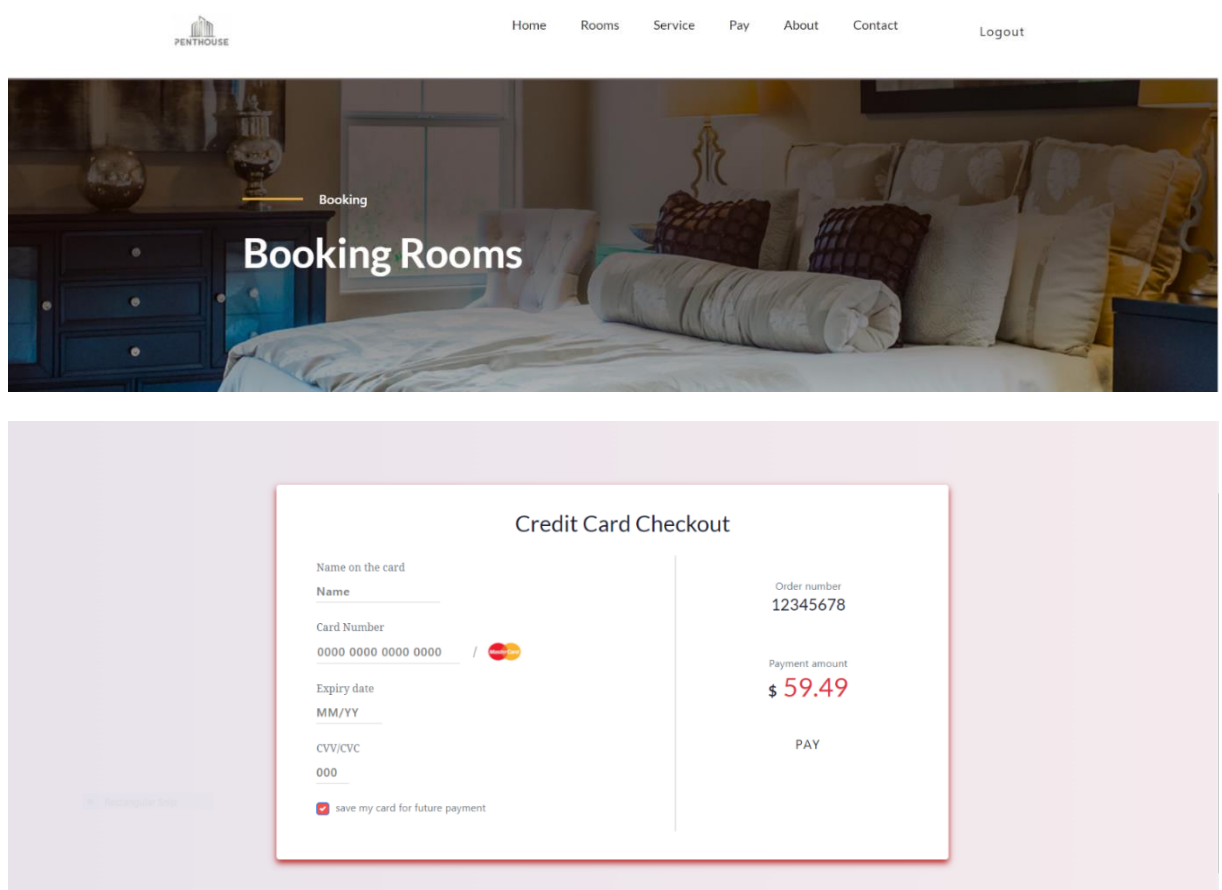 PENTHOUSE
Home Rooms Service Pay About Contact Logout
Booking
Booking Rooms
Credit Card Checkout
Name on the card
Name
Card Number
0000 0000 0000 0000 / MasterCard
Expiry date
MM/YY
CVV/CVC
000
save my card for future payment
Order number
12345678
Payment amount
$ 59.49
PAY